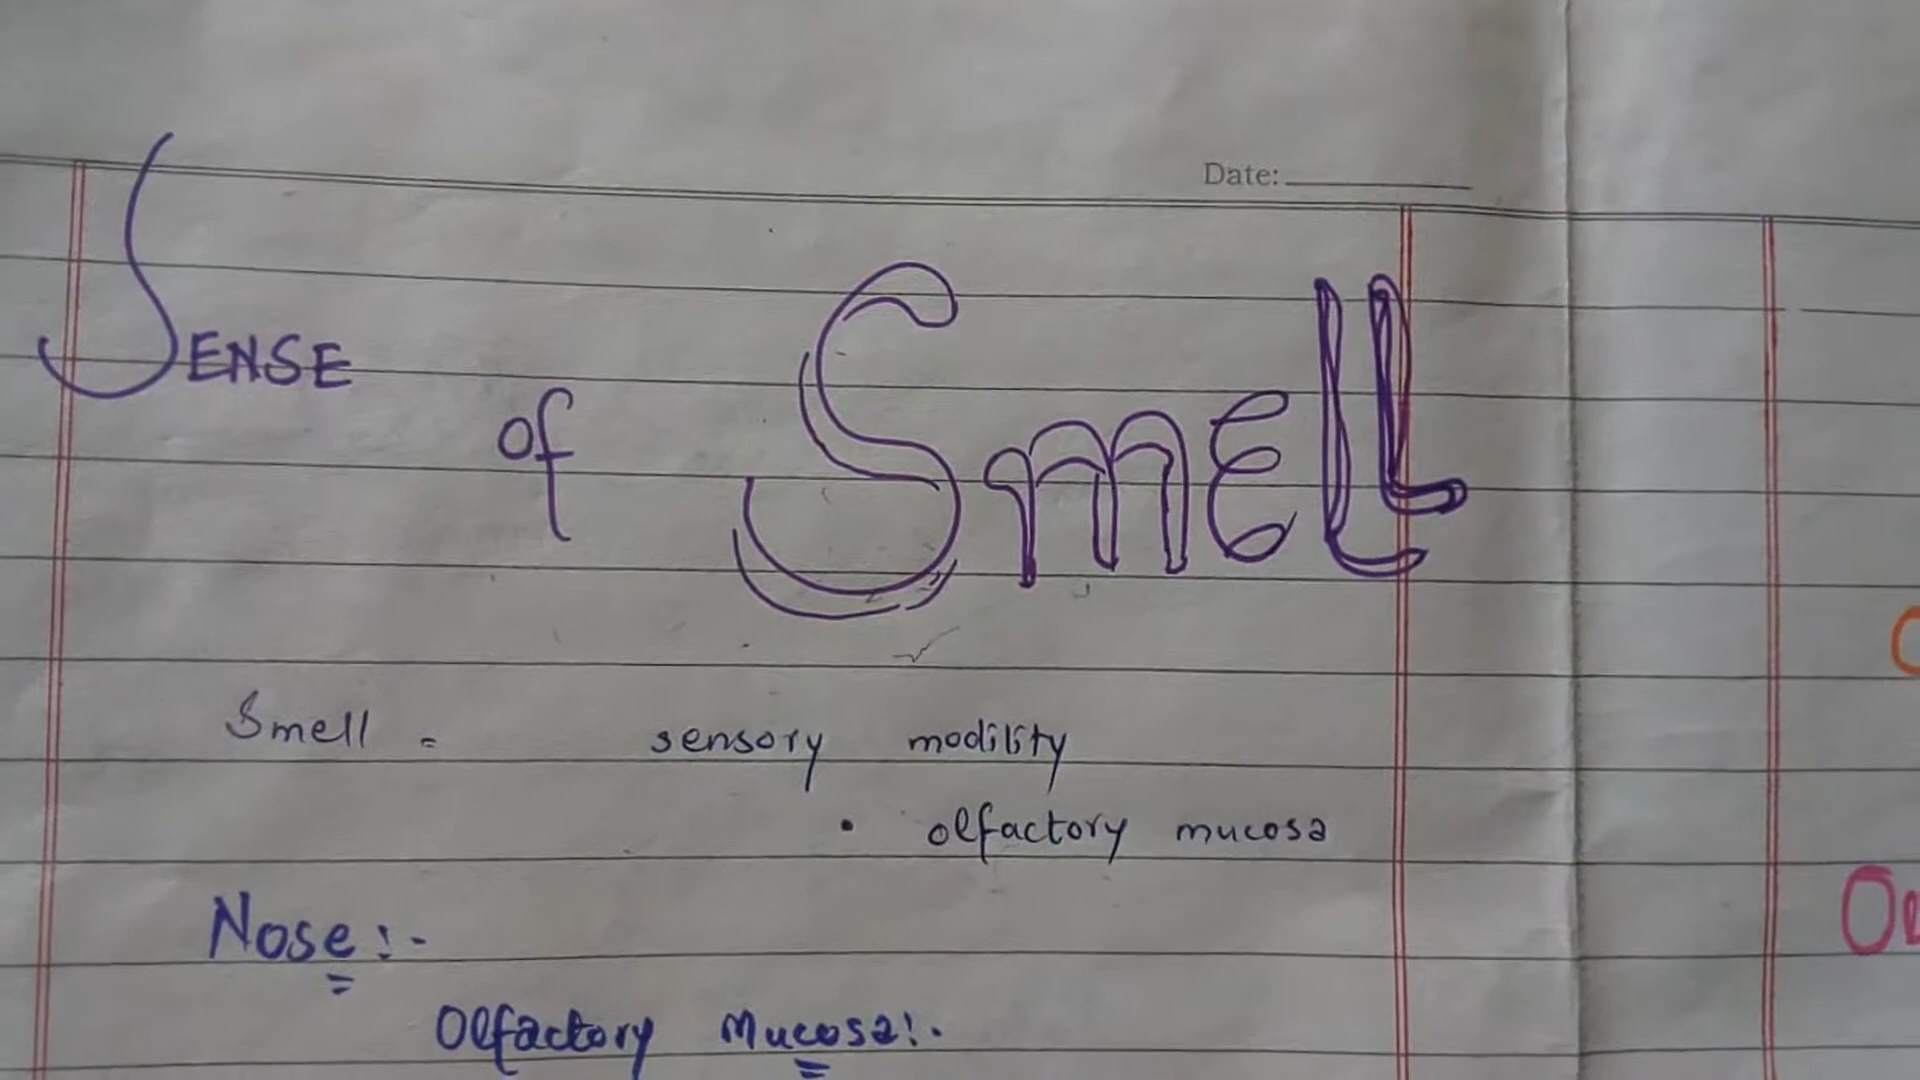 Date:
SENSE
of Smell
Smell = sensory modility
• olfactory mucosa
Nose:-
Olfactory Mucosa:-